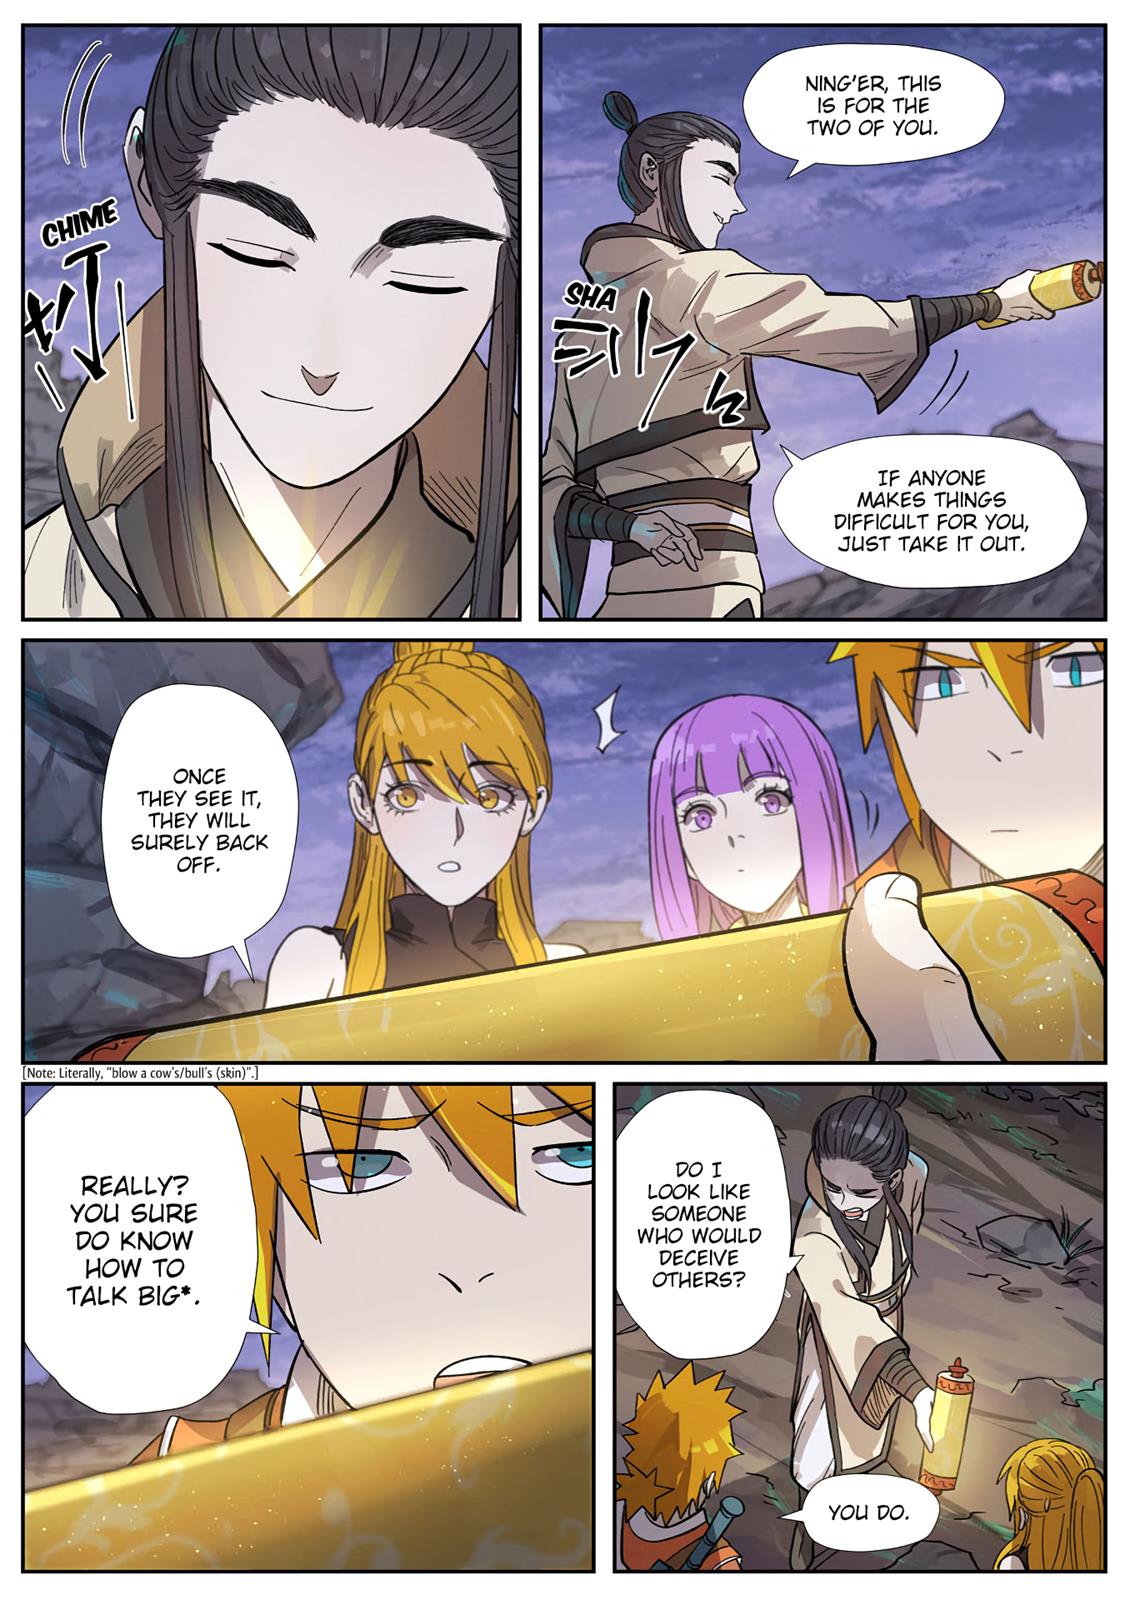 CHIME
叮
NING'ER, THIS
IS FOR THE
TWO OF YOU.
SHA
IF ANYONE
MAKES THINGS
DIFFICULT FOR YOU,
JUST TAKE IT OUT.
ONCE
THEY SEE IT,
THEY WILL
SURELY BACK
OFF.
[Note: Literally, "blow a cow's/bull's (skin)".]
REALLY?
YOU SURE
DO KNOW
HOW TO
TALK BIG*.
DO I
LOOK LIKE
SOMEONE
WHO WOULD
DECEIVE
OTHERS?
YOU DO.